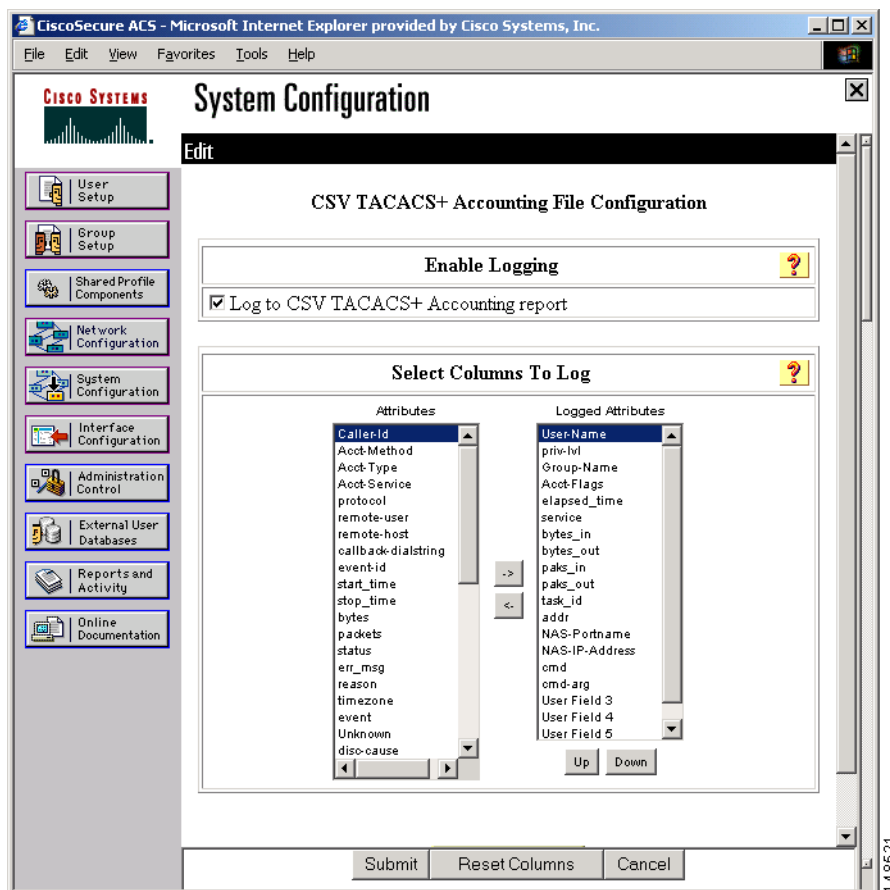 CiscoSecure ACS - Microsoft Internet Explorer provided by Cisco Systems, Inc.
File Edit View Favorites Tools Help
CISCO SYSTEMS
System Configuration
Edit
User Setup
Group Setup
Shared Profile Components
Network Configuration
System Configuration
Interface Configuration
Administration Control
External User Databases
Reports and Activity
Online Documentation
CSV TACACS+ Accounting File Configuration
Enable Logging
?
Log to CSV TACACS+ Accounting report
Select Columns To Log
?
Attributes
Caller-Id
Acct-Method
Acct-Type
Acct-Service
protocol
remote-user
remote-host
callback-dialstring
event-id
start_time
stop_time
bytes
packets
status
err_msg
reason
timezone
event
Unknown
disc-cause
->
<-
Logged Attributes
User-Name
priv-lvl
Group-Name
Acct-Flags
elapsed_time
service
bytes_in
bytes_out
paks_in
paks_out
task_id
addr
NAS-Portname
NAS-IP-Address
cmd
cmd-arg
User Field 3
User Field 4
User Field 5
Up Down
Submit Reset Columns Cancel